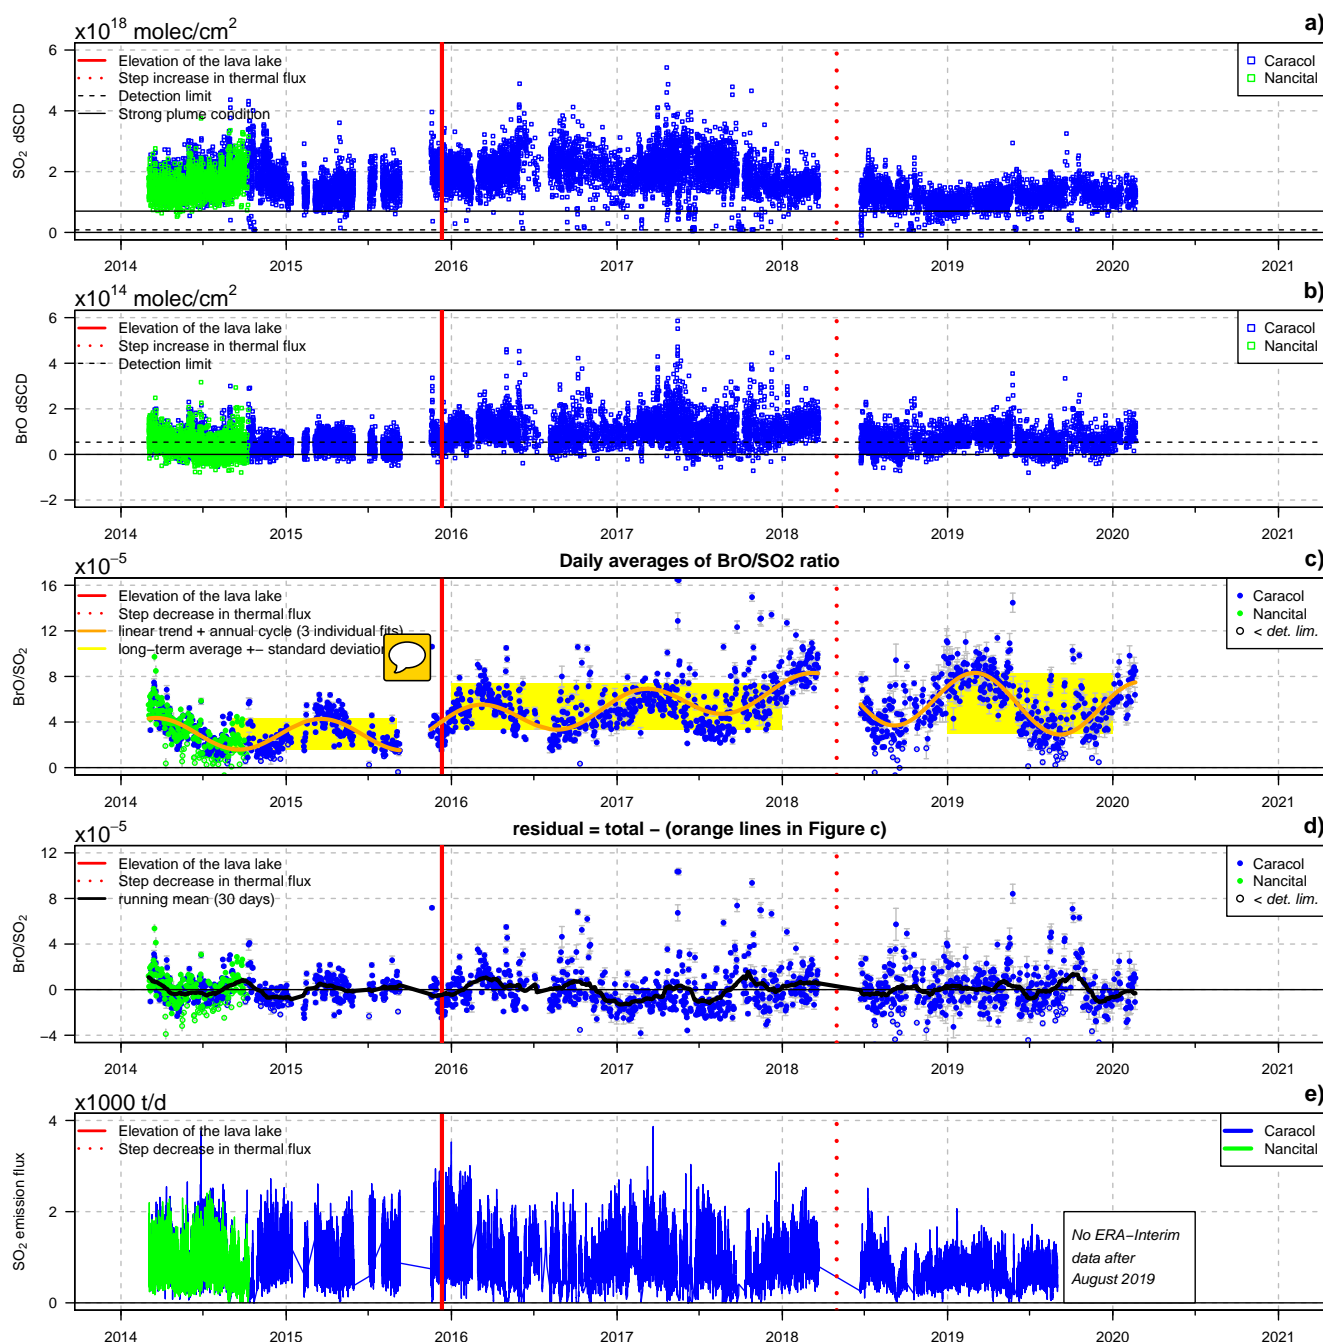 x10^18 molec/cm^2
a)
6
4
2
0
SO2 dSCD
Elevation of the lava lake
Step increase in thermal flux
Detection limit
Strong plume condition
Caracol
Nancital
2014 2015 2016 2017 2018 2019 2020 2021
x10^14 molec/cm^2
b)
6
4
2
0
−2
BrO dSCD
Elevation of the lava lake
Step increase in thermal flux
Detection limit
Caracol
Nancital
2014 2015 2016 2017 2018 2019 2020 2021
x10^−5
Daily averages of BrO/SO2 ratio
c)
16
12
8
4
0
BrO/SO2
Elevation of the lava lake
Step decrease in thermal flux
linear trend + annual cycle (3 individual fits)
long−term average +− standard deviation
Caracol
Nancital
< det. lim.
2014 2015 2016 2017 2018 2019 2020 2021
x10^−5
residual = total − (orange lines in Figure c)
d)
12
8
4
0
−4
BrO/SO2
Elevation of the lava lake
Step decrease in thermal flux
running mean (30 days)
Caracol
Nancital
< det. lim.
2014 2015 2016 2017 2018 2019 2020 2021
x1000 t/d
e)
4
2
0
SO2 emission flux
Elevation of the lava lake
Step decrease in thermal flux
Caracol
Nancital
No ERA−Interim
data after
August 2019
2014 2015 2016 2017 2018 2019 2020 2021